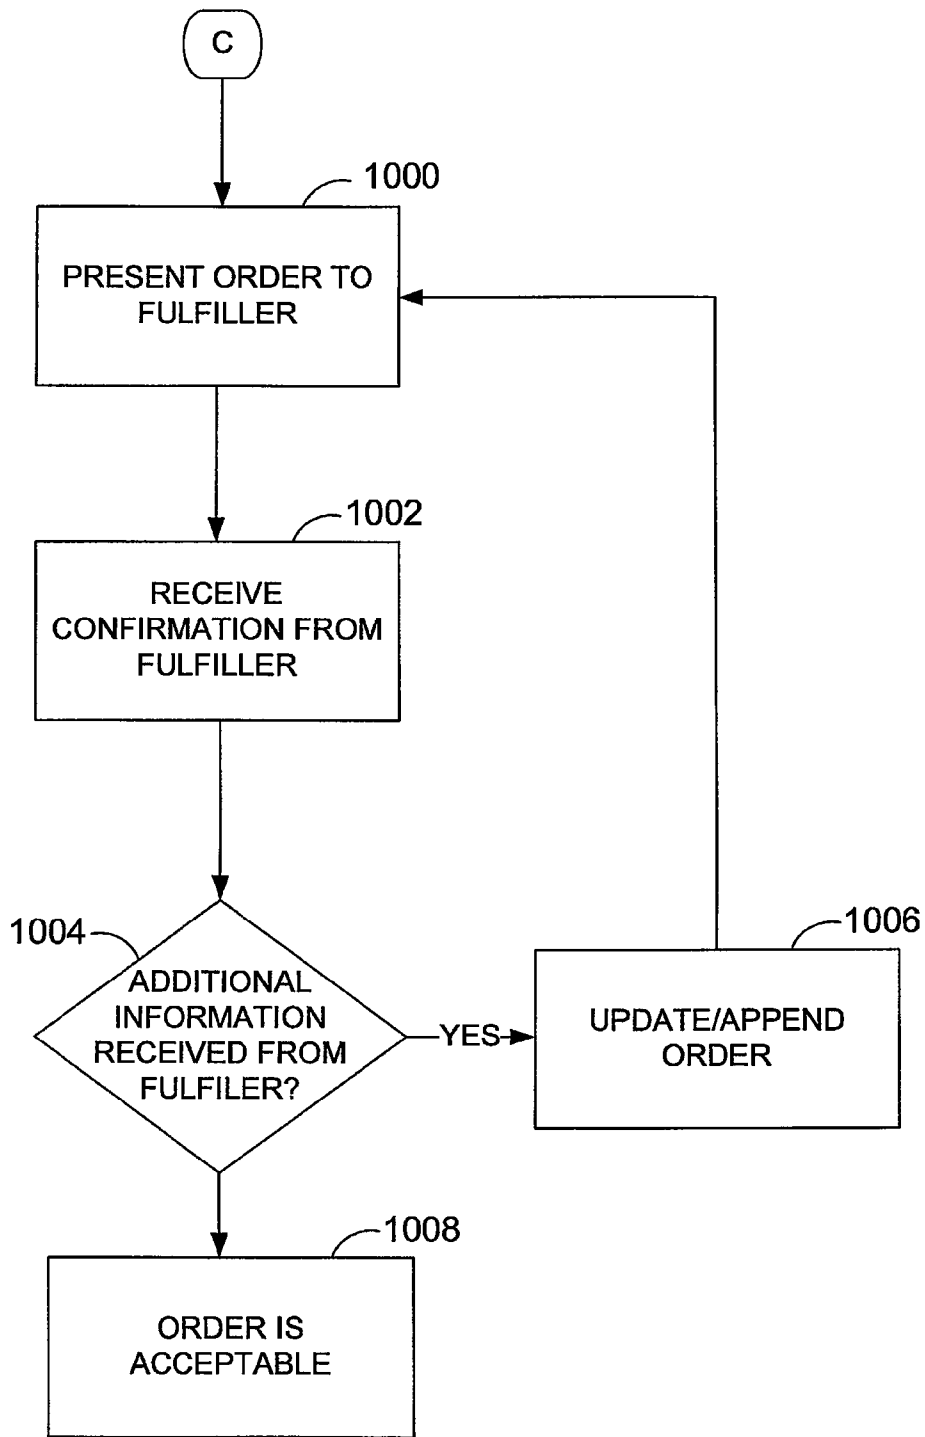 C
1000
PRESENT ORDER TO
FULFILLER
1002
RECEIVE
CONFIRMATION FROM
FULFILLER
1004
ADDITIONAL
INFORMATION
RECEIVED FROM
FULFILER?
YES
1006
UPDATE/APPEND
ORDER
1008
ORDER IS
ACCEPTABLE